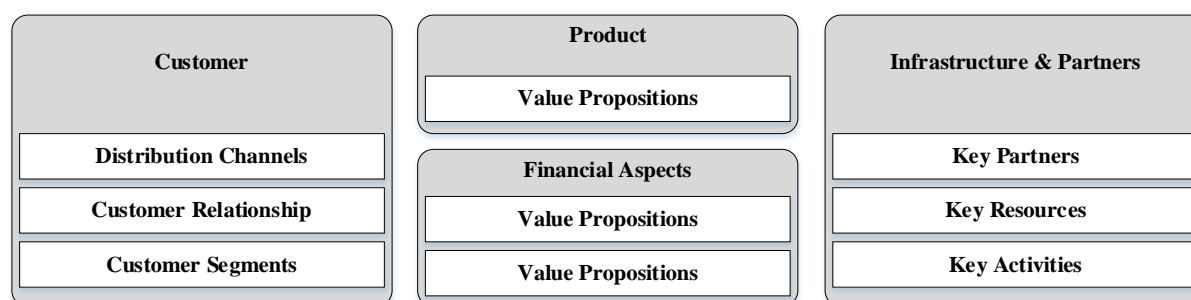 Customer
Distribution Channels
Customer Relationship
Customer Segments
Product
Value Propositions
Financial Aspects
Value Propositions
Value Propositions
Infrastructure & Partners
Key Partners
Key Resources
Key Activities